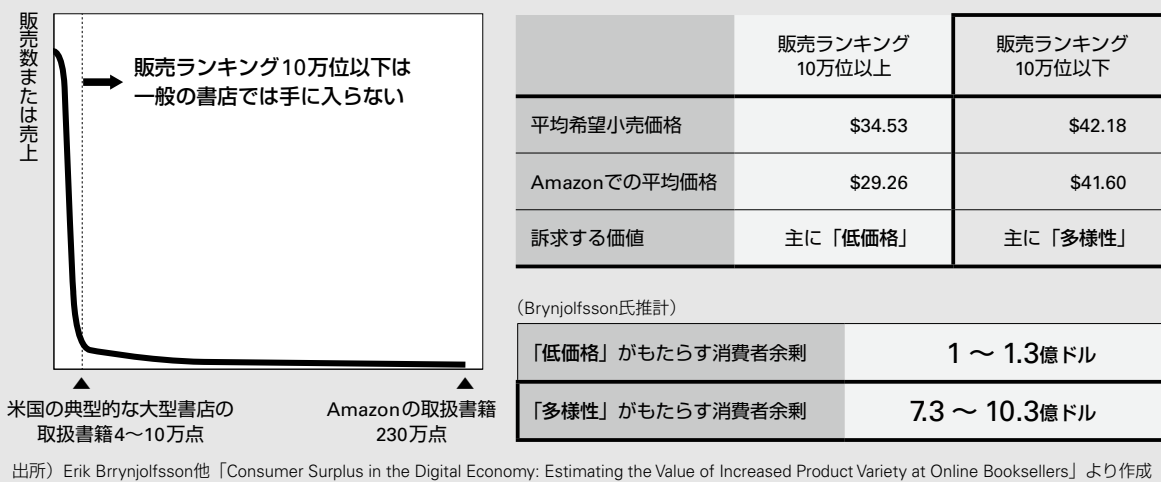 販売数または売上
販売ランキング10万位以下は
一般の書店では手に入らない
米国の典型的な大型書店の
取扱書籍4〜10万点
Amazonの取扱書籍
230万点
販売ランキング
10万位以上
販売ランキング
10万位以下
平均希望小売価格 $34.53 $42.18
Amazonでの平均価格 $29.26 $41.60
訴求する価値 主に「低価格」 主に「多様性」
（Brynjolfsson氏推計）
「低価格」がもたらす消費者余剰 1 〜 1.3億ドル
「多様性」がもたらす消費者余剰 7.3 〜 10.3億ドル
出所）Erik Brrynjolfsson他「Consumer Surplus in the Digital Economy: Estimating the Value of Increased Product Variety at Online Booksellers」より作成